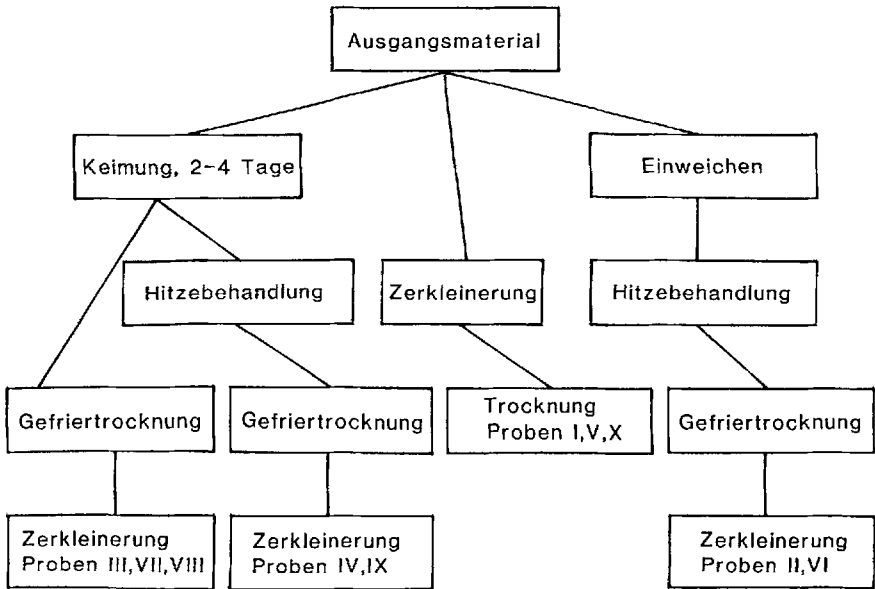 Ausgangsmaterial
Keimung, 2-4 Tage
Einweichen
Hitzebehandlung
Zerkleinerung
Hitzebehandlung
Gefriertrocknung
Gefriertrocknung
Trocknung
Proben I,V,X
Gefriertrocknung
Zerkleinerung
Proben III,VII,VIII
Zerkleinerung
Proben IV,IX
Zerkleinerung
Proben II,VI